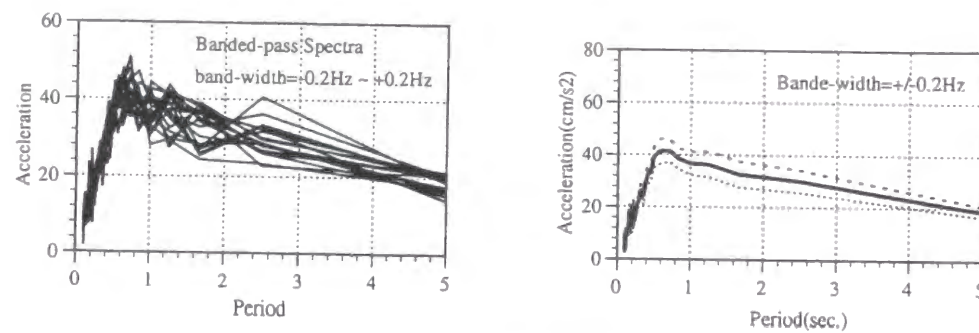 60
40
20
0
Acceleration
Banded-pass Spectra
band-width=-0.2Hz ~ +0.2Hz
0 1 2 3 4 5
Period
80
60
40
20
0
Acceleration(cm/s2)
Bande-width=+/-0.2Hz
0 1 2 3 4 5
Period(sec.)